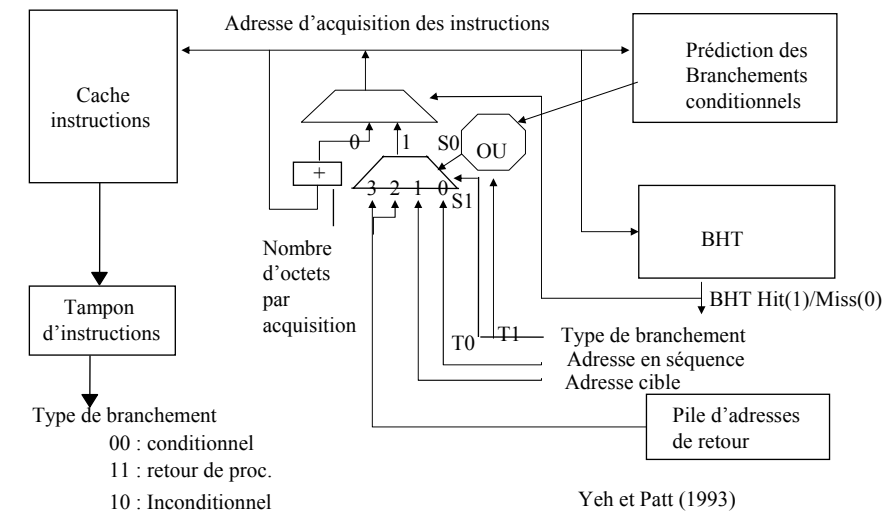 Adresse d'acquisition des instructions
Cache
instructions
Prédiction des
Branchements
conditionnels
0
1
S0
OU
+
3 2 1 0
S1
BHT
Nombre
d'octets
par
acquisition
BHT Hit(1)/Miss(0)
Tampon
d'instructions
T0
T1
Type de branchement
Adresse en séquence
Adresse cible
Pile d'adresses
de retour
Type de branchement
00 : conditionnel
11 : retour de proc.
10 : Inconditionnel
Yeh et Patt (1993)